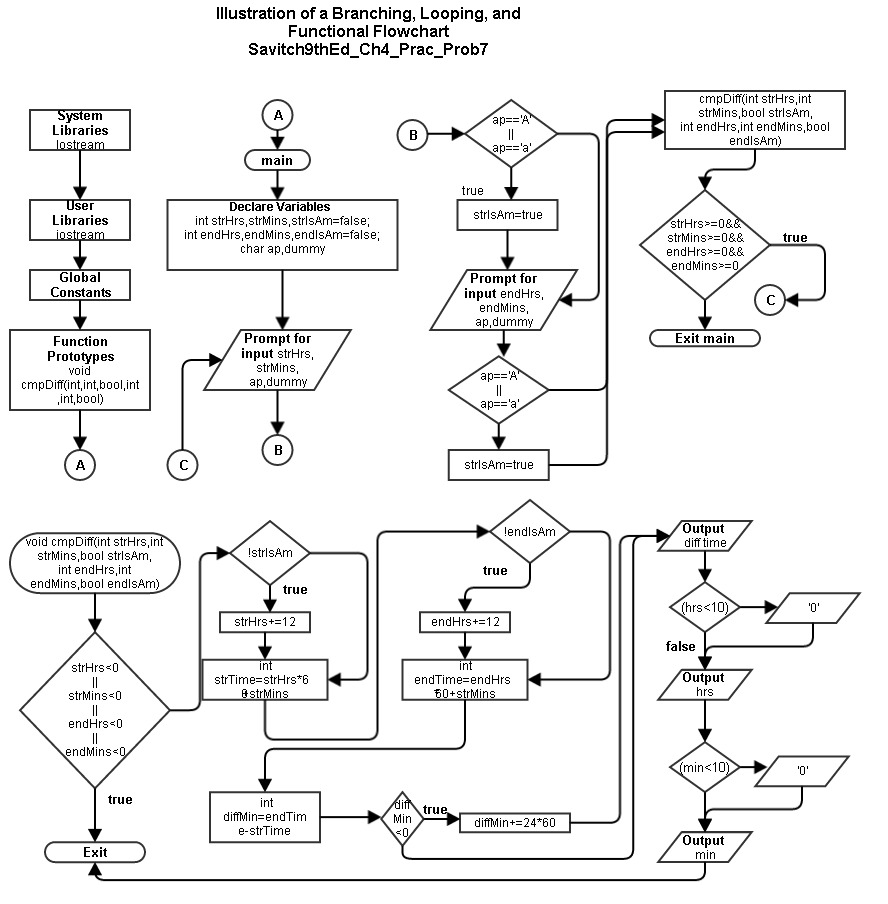 Illustration of a Branching, Looping, and
Functional Flowchart
Savitch9thEd_Ch4_Prac_Prob7
System
Libraries
Iostream
User
Libraries
iostream
Global
Constants
Function
Prototypes
void
cmpDiff(int,int,bool,int
,int,bool)
A
A
main
Declare Variables
int strHrs,strMins,strIsAm=false;
int endHrs,endMins,endIsAm=false;
char ap,dummy
Prompt for
input strHrs,
strMins,
ap,dummy
C
B
B
ap=='A'
||
ap=='a'
true
strIsAm=true
Prompt for
input endHrs,
endMins,
ap,dummy
ap=='A'
||
ap=='a'
strIsAm=true
cmpDiff(int strHrs,int
strMins,bool strIsAm,
int endHrs,int endMins,bool
endIsAm)
strHrs>=0&&
strMins>=0&&
endHrs>=0&&
endMins>=0
true
C
Exit main
void cmpDiff(int strHrs,int
strMins,bool strIsAm,
int endHrs,int
endMins,bool endIsAm)
strHrs<0
||
strMins<0
||
endHrs<0
||
endMins<0
true
Exit
!strIsAm
true
strHrs+=12
int
strTime=strHrs*6
0+strMins
!endIsAm
true
endHrs+=12
int
endTime=endHrs
*60+strMins
int
diffMin=endTim
e-strTime
diff
Min
<0
true
diffMin+=24*60
Output
diff time
(hrs<10)
'0'
false
Output
hrs
(min<10)
'0'
Output
min